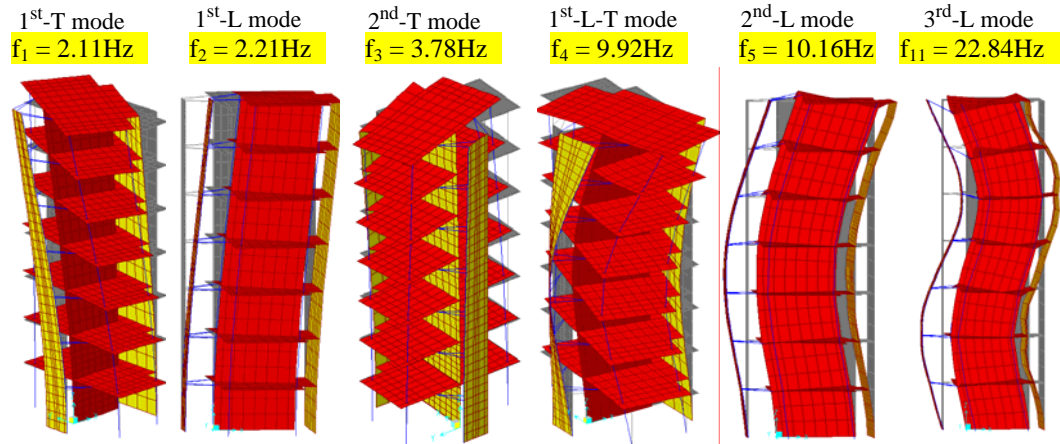 1st-T mode
f1 = 2.11Hz
1st-L mode
f2 = 2.21Hz
2nd-T mode
f3 = 3.78Hz
1st-L-T mode
f4 = 9.92Hz
2nd-L mode
f5 = 10.16Hz
3rd-L mode
f11 = 22.84Hz